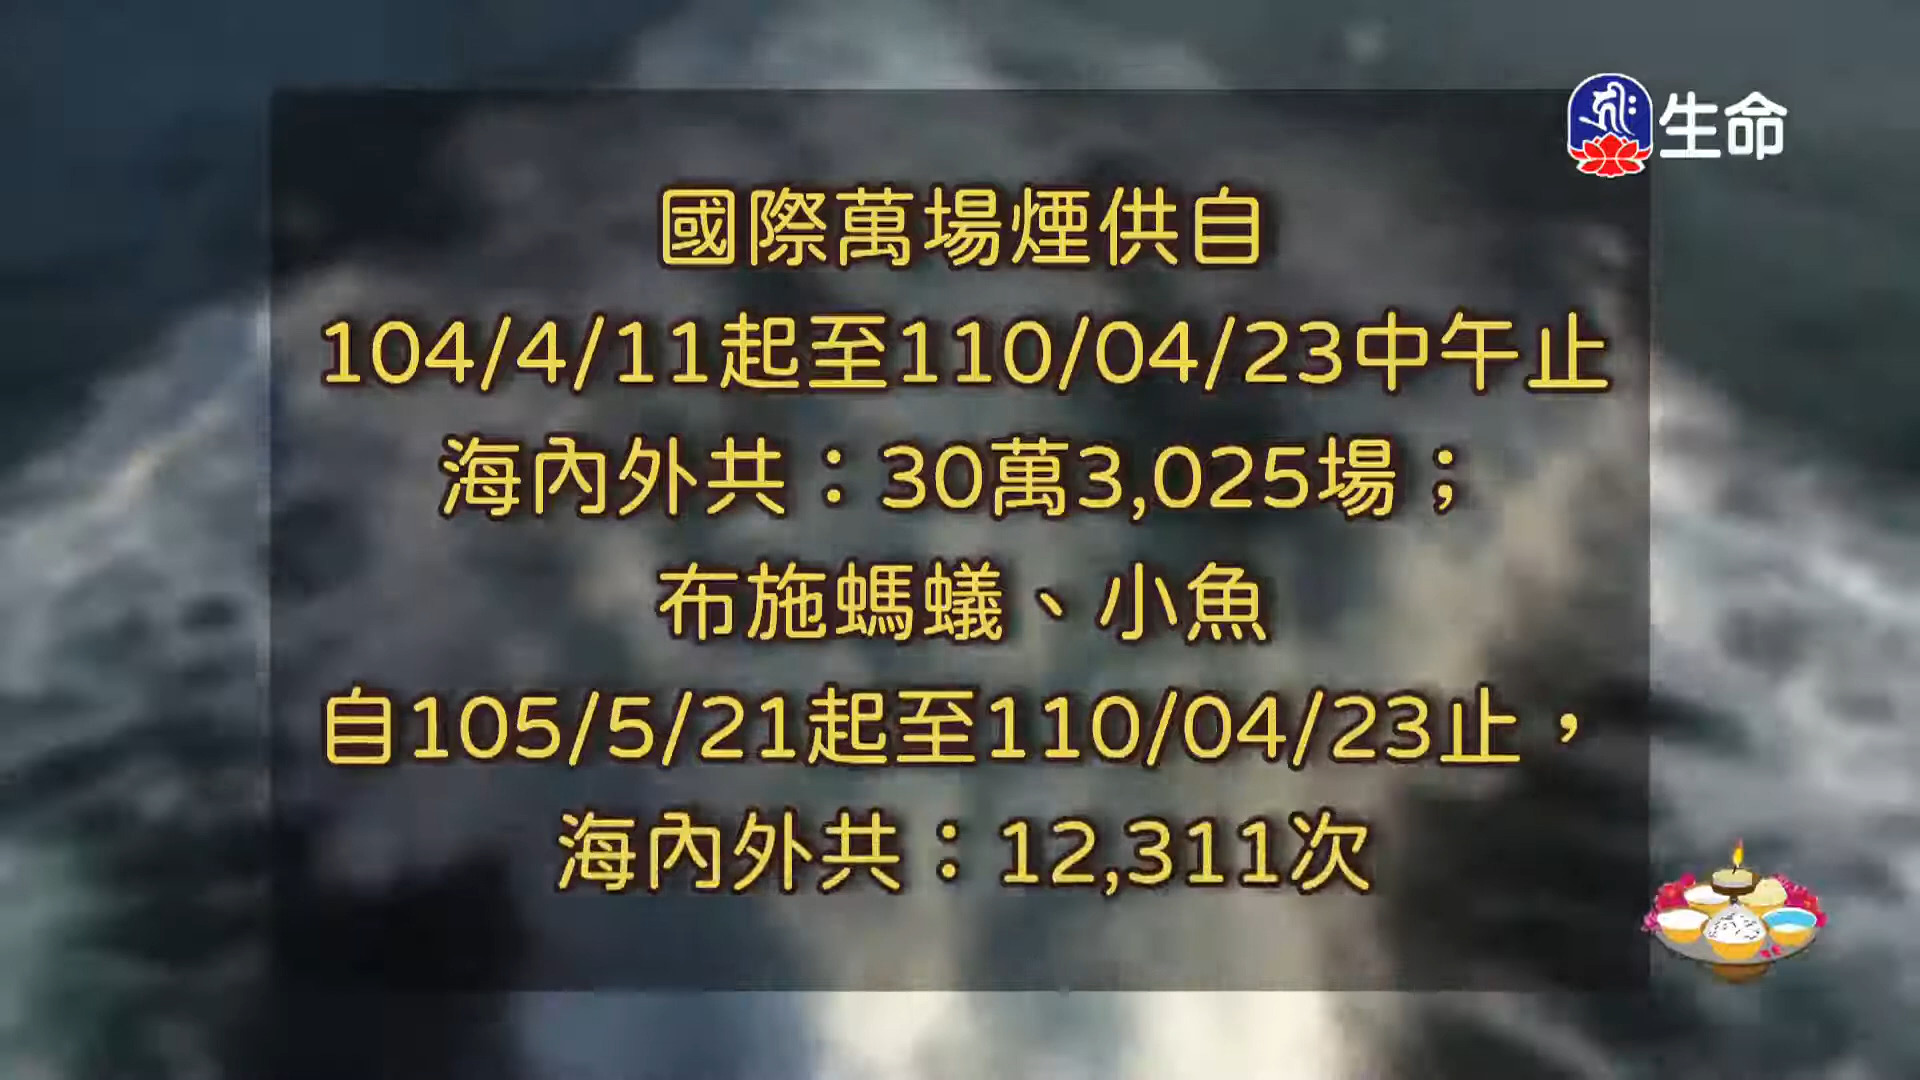 生命
國際萬場煙供自
104/4/11起至110/04/23中午止
海內外共：30萬3,025場；
布施螞蟻、小魚
自105/5/21起至110/04/23止，
海內外共：12,311次